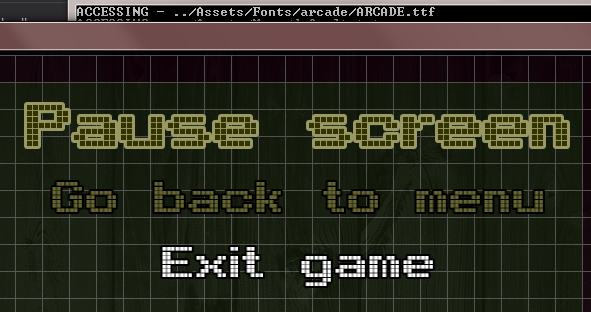 ACCESSING - ../Assets/Fonts/arcade/ARCADE.ttf
Pause screen
Go back to menu
Exit game